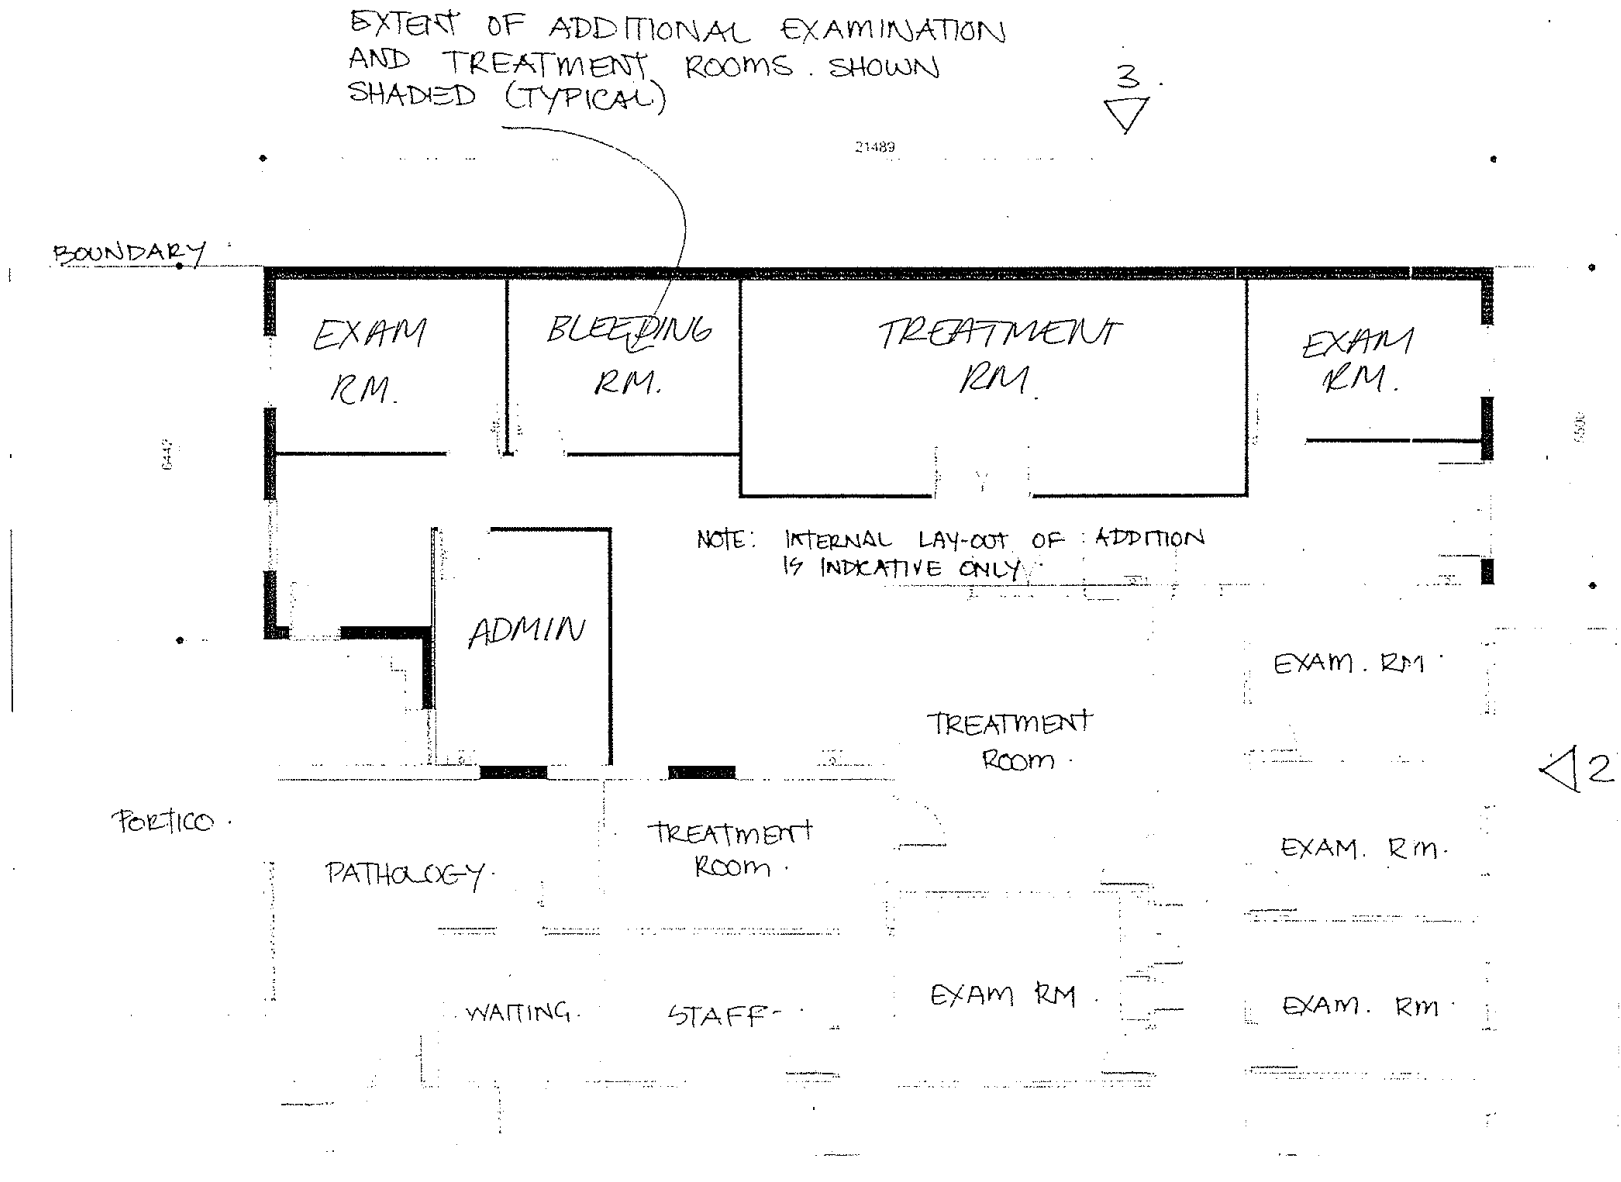 EXTENT OF ADDITIONAL EXAMINATION
AND TREATMENT ROOMS. SHOWN
SHADED (TYPICAL)
3.
21489
BOUNDARY
EXAM
RM.
BLEEDING
RM.
TREATMENT
RM.
EXAM
RM.
6442
5500
NOTE: INTERNAL LAY-OUT OF ADDITION
IS INDICATIVE ONLY.
ADMIN
EXAM. RM.
TREATMENT
ROOM.
2
PORTICO.
TREATMENT
ROOM.
EXAM. RM.
PATHOLOGY.
EXAM RM.
EXAM. RM.
WAITING.
STAFF.